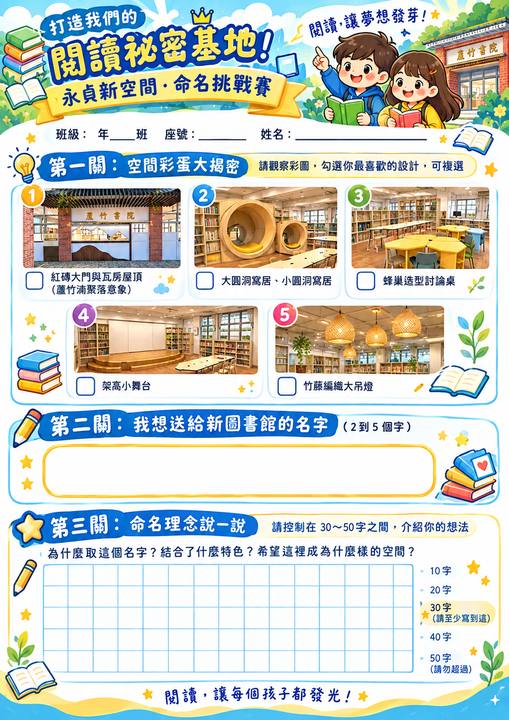 打造我們的
閱讀祕密基地!
永貞新空間·命名挑戰賽
閱讀,讓夢想發芽!
蘆竹書院
班級: 年____班 座號:________ 姓名:____________________
第一關:空間彩蛋大揭密
請觀察彩圖,勾選你最喜歡的設計,可複選
1
蘆竹書院
紅磚大門與瓦房屋頂
(蘆竹湳聚落意象)
2
大圓洞窩居、小圓洞窩居
3
蜂巢造型討論桌
4
架高小舞台
5
竹藤編織大吊燈
第二關:我想送給新圖書館的名字(2到5個字)
第三關:命名理念說一說
請控制在 30~50字之間,介紹你的想法
為什麼取這個名字?結合了什麼特色?希望這裡成為什麼樣的空間?
10字
20字
30字
(請至少寫到這)
40字
50字
(請勿超過)
閱讀,讓每個孩子都發光!